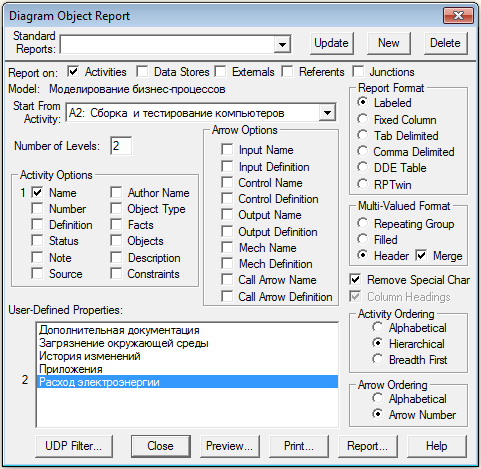 Diagram Object Report
Standard Reports:
Update
New
Delete
Report on:
Activities
Data Stores
Externals
Referents
Junctions
Model: Моделирование бизнес-процессов
Start From Activity:
A2: Сборка и тестирование компьютеров
Number of Levels: 2
Activity Options
1
Name
Number
Definition
Status
Note
Source
Author Name
Object Type
Facts
Objects
Description
Constraints
Arrow Options
Input Name
Input Definition
Control Name
Control Definition
Output Name
Output Definition
Mech Name
Mech Definition
Call Arrow Name
Call Arrow Definition
Report Format
Labeled
Fixed Column
Tab Delimited
Comma Delimited
DDE Table
RPTwin
Multi-Valued Format
Repeating Group
Filled
Header
Merge
Remove Special Char
Column Headings
User-Defined Properties:
2
Дополнительная документация
Загрязнение окружающей среды
История изменений
Приложения
Расход электроэнергии
Activity Ordering
Alphabetical
Hierarchical
Breadth First
Arrow Ordering
Alphabetical
Arrow Number
UDP Filter...
Close
Preview...
Print...
Report...
Help